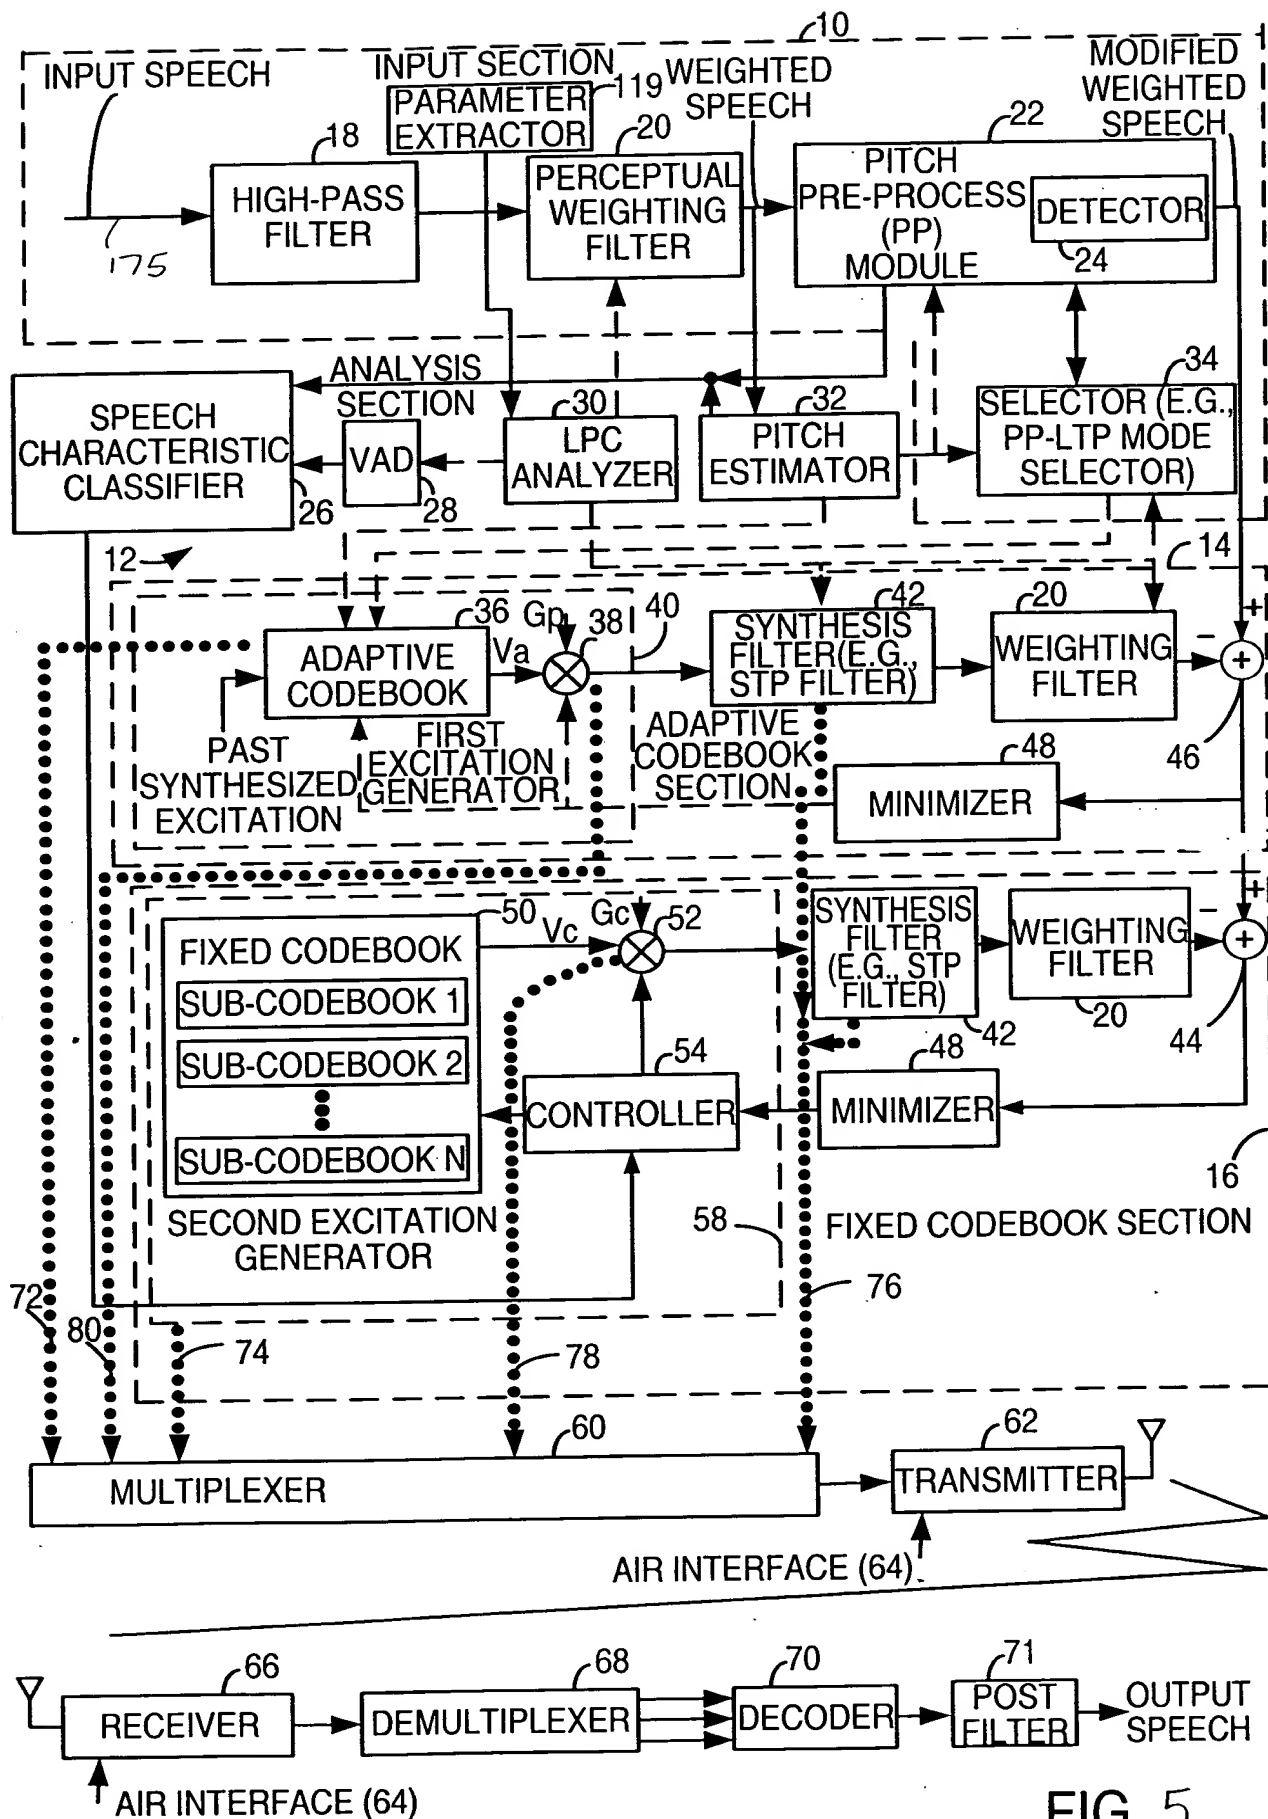 10
INPUT SPEECH
INPUT SECTION
PARAMETER
EXTRACTOR
119
WEIGHTED
SPEECH
MODIFIED
WEIGHTED
SPEECH
18
HIGH-PASS
FILTER
175
20
PERCEPTUAL
WEIGHTING
FILTER
22
PITCH
PRE-PROCESS
(PP)
MODULE
DETECTOR
24
ANALYSIS
SECTION
SPEECH
CHARACTERISTIC
CLASSIFIER
26
VAD
28
30
LPC
ANALYZER
32
PITCH
ESTIMATOR
34
SELECTOR (E.G.,
PP-LTP MODE
SELECTOR)
12
14
36
ADAPTIVE
CODEBOOK
Va
Gp
38
40
42
SYNTHESIS
FILTER(E.G.,
STP FILTER)
20
WEIGHTING
FILTER
−
+
+
46
PAST
SYNTHESIZED
EXCITATION
FIRST
EXCITATION
GENERATOR
ADAPTIVE
CODEBOOK
SECTION
48
MINIMIZER
50
FIXED CODEBOOK
SUB-CODEBOOK 1
SUB-CODEBOOK 2
SUB-CODEBOOK N
Vc
Gc
52
SYNTHESIS
FILTER
(E.G., STP
FILTER)
42
WEIGHTING
FILTER
20
−
+
+
44
54
CONTROLLER
48
MINIMIZER
16
SECOND EXCITATION
GENERATOR
58
FIXED CODEBOOK SECTION
72
80
74
78
76
60
MULTIPLEXER
62
TRANSMITTER
AIR INTERFACE (64)
66
RECEIVER
68
DEMULTIPLEXER
70
DECODER
71
POST
FILTER
OUTPUT
SPEECH
AIR INTERFACE (64)
FIG. 5